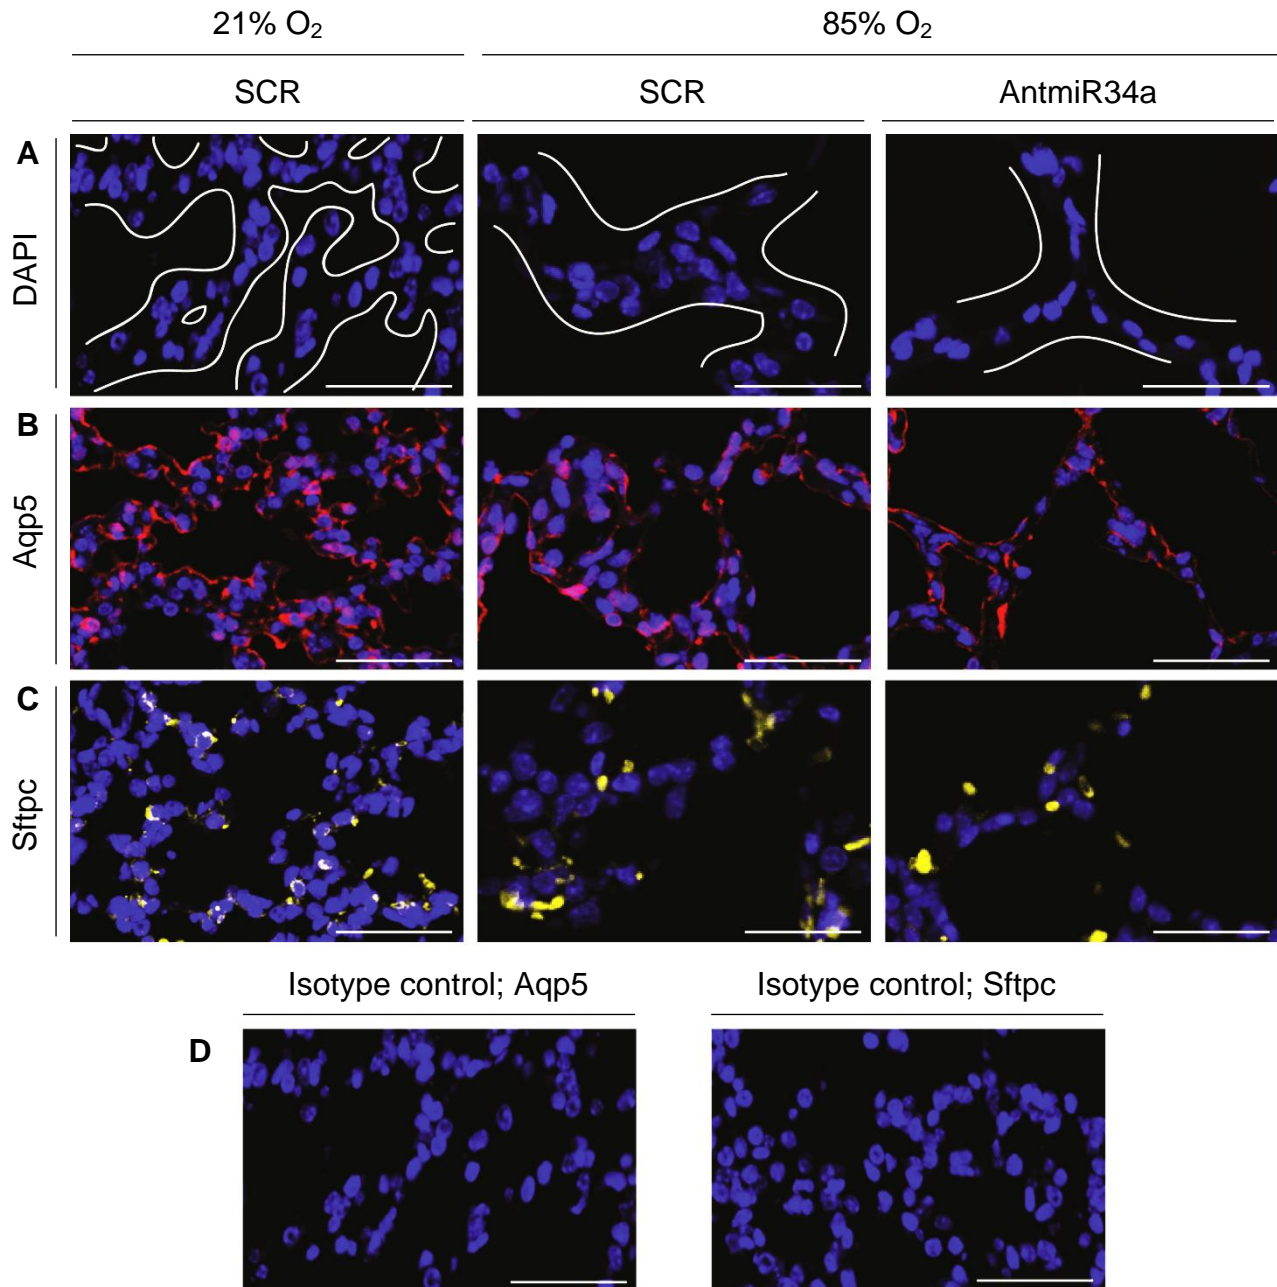 21% O₂
85% O₂
SCR
SCR
AntmiR34a
A
DAPI
B
Aqp5
C
Sftpc
Isotype control; Aqp5
Isotype control; Sftpc
D